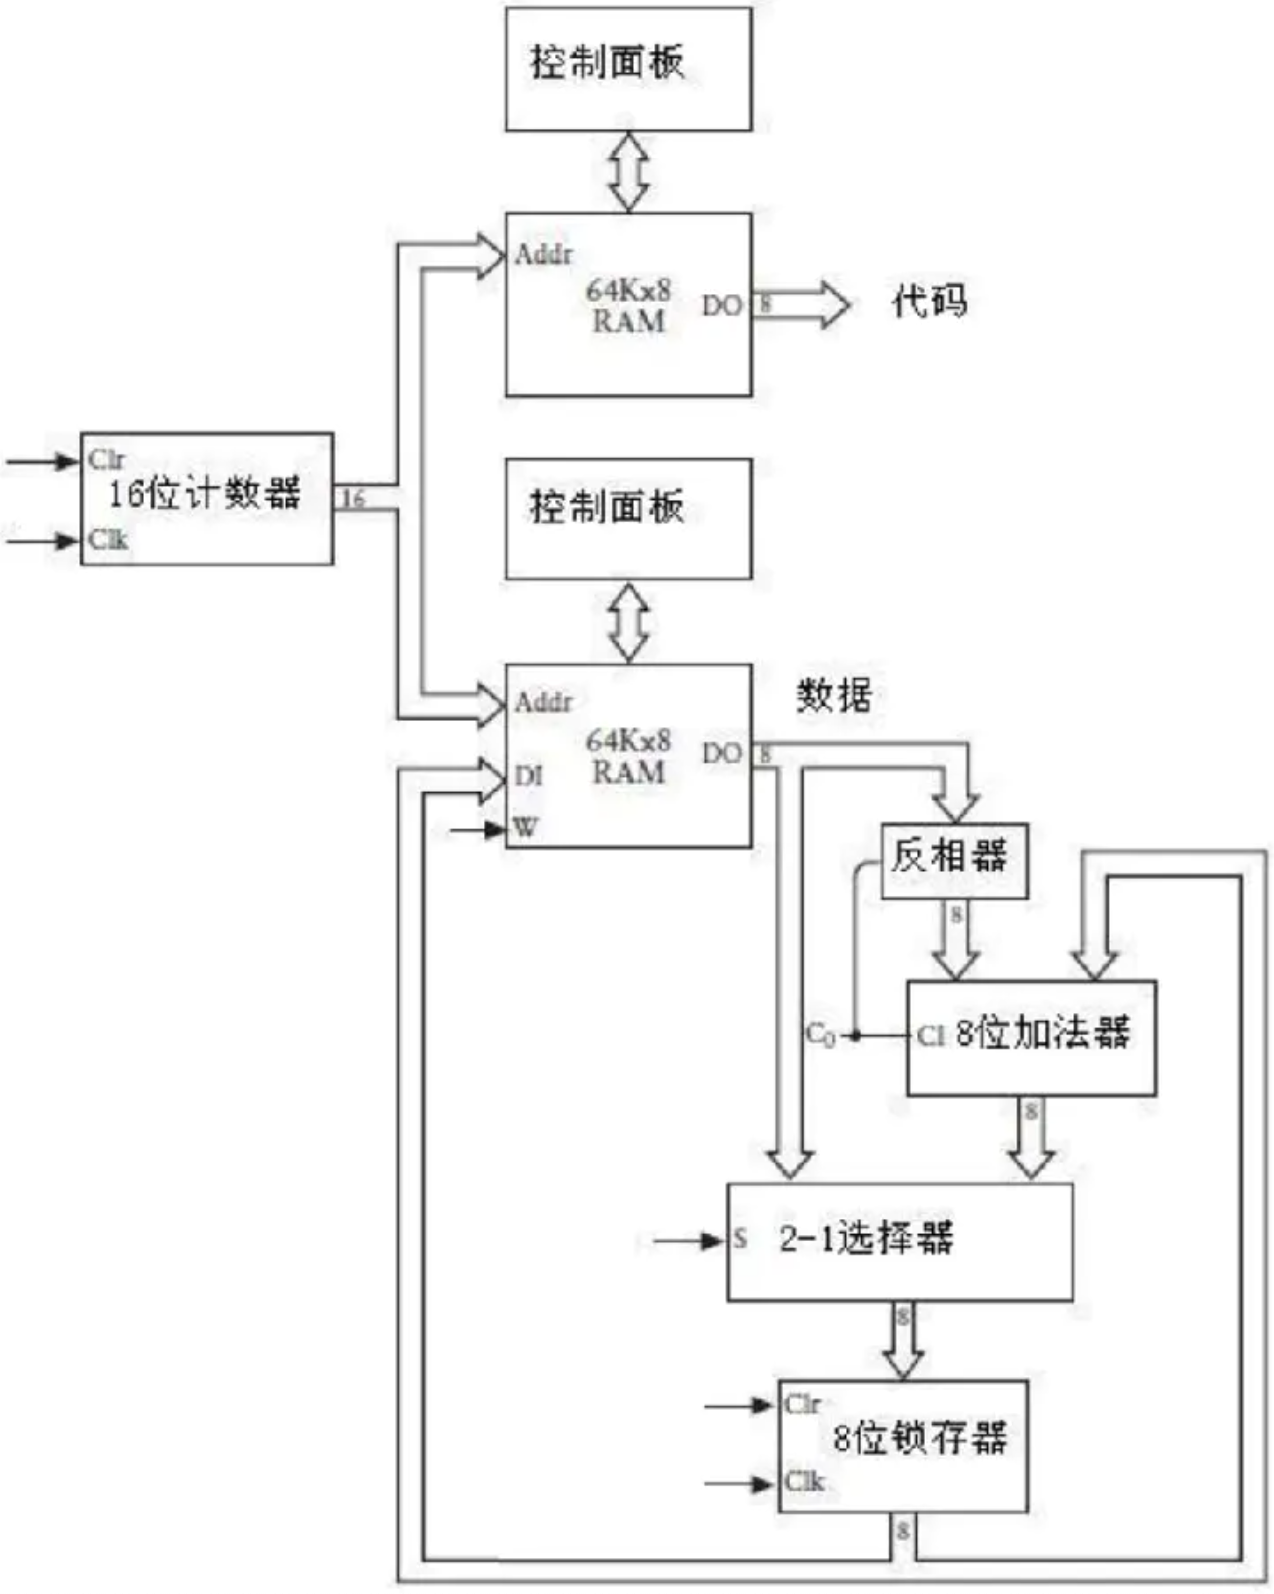 控制面板
Addr
64Kx8
RAM
DO
8
代码
Clr
16位计数器
Clk
16
控制面板
数据
Addr
64Kx8
RAM
DO
8
DI
W
反相器
8
C0
CI
8位加法器
8
S
2-1选择器
8
Clr
8位锁存器
Clk
8